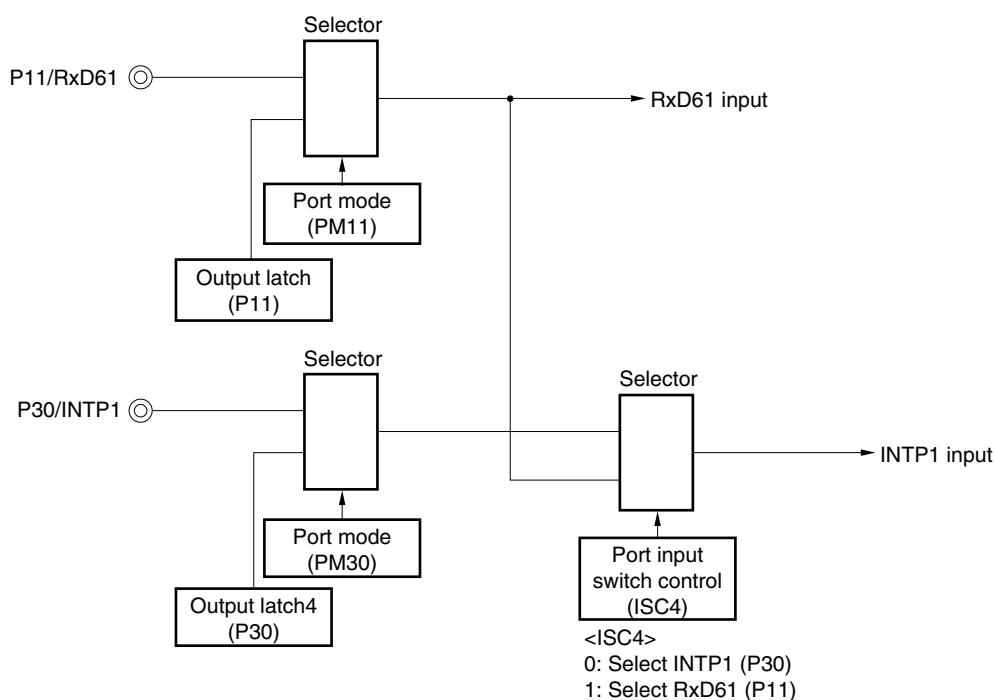 Selector
P11/RxD61
RxD61 input
Port mode
(PM11)
Output latch
(P11)
Selector
Selector
P30/INTP1
INTP1 input
Port mode
(PM30)
Port input
switch control
(ISC4)
Output latch4
(P30)
<ISC4>
0: Select INTP1 (P30)
1: Select RxD61 (P11)